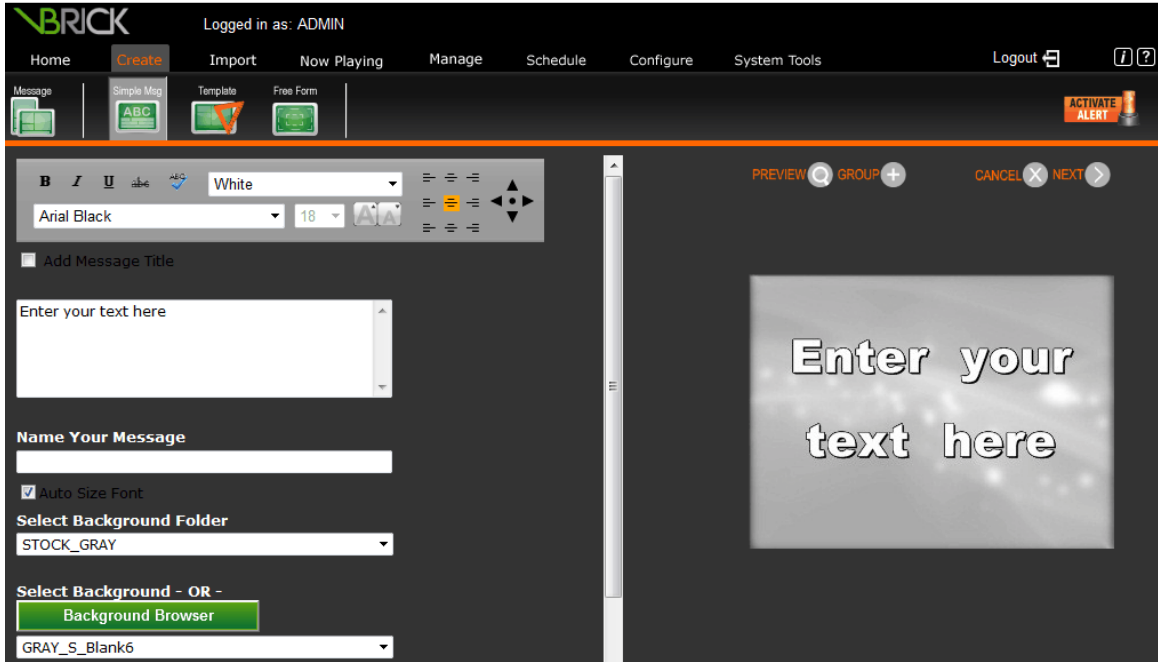 VBRICK
Logged in as: ADMIN
Home Create Import Now Playing Manage Schedule Configure System Tools Logout i ?
Message Simple Msg Template Free Form
ABC
ACTIVATE
ALERT
PREVIEW GROUP CANCEL NEXT
B I U abc ABC White
Arial Black 18 A A
Add Message Title
Enter your text here
Name Your Message
Auto Size Font
Select Background Folder
STOCK_GRAY
Select Background - OR -
Background Browser
GRAY_S_Blank6
Enter your
text here